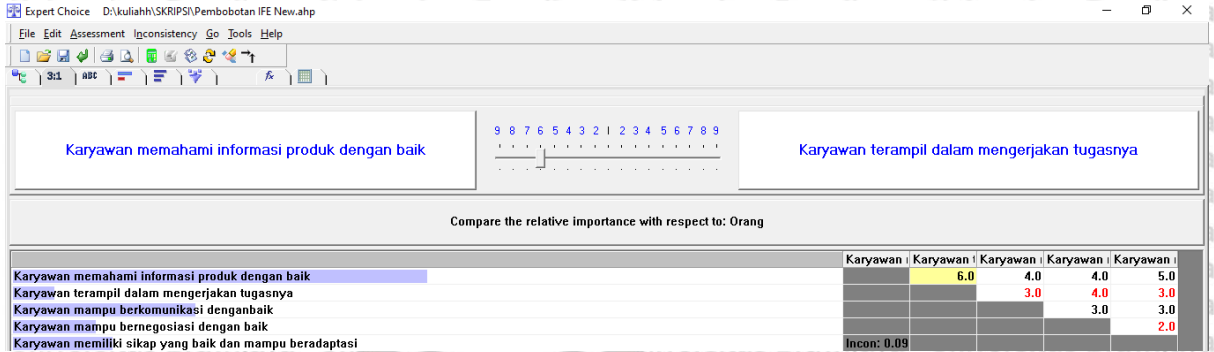 Expert Choice D:\kuliahh\SKRIPSI\Pembobotan IFE New.ahp
File Edit Assessment Inconsistency Go Tools Help
3:1 ABC fx
9 8 7 6 5 4 3 2 1 2 3 4 5 6 7 8 9
Karyawan memahami informasi produk dengan baik
Karyawan terampil dalam mengerjakan tugasnya
Compare the relative importance with respect to: Orang
Karyawan Karyawan Karyawan Karyawan Karyawan
Karyawan memahami informasi produk dengan baik 6.0 4.0 4.0 5.0
Karyawan terampil dalam mengerjakan tugasnya 3.0 4.0 3.0
Karyawan mampu berkomunikasi denganbaik 3.0 3.0
Karyawan mampu bernegosiasi dengan baik 2.0
Karyawan memiliki sikap yang baik dan mampu beradaptasi Incon: 0.09